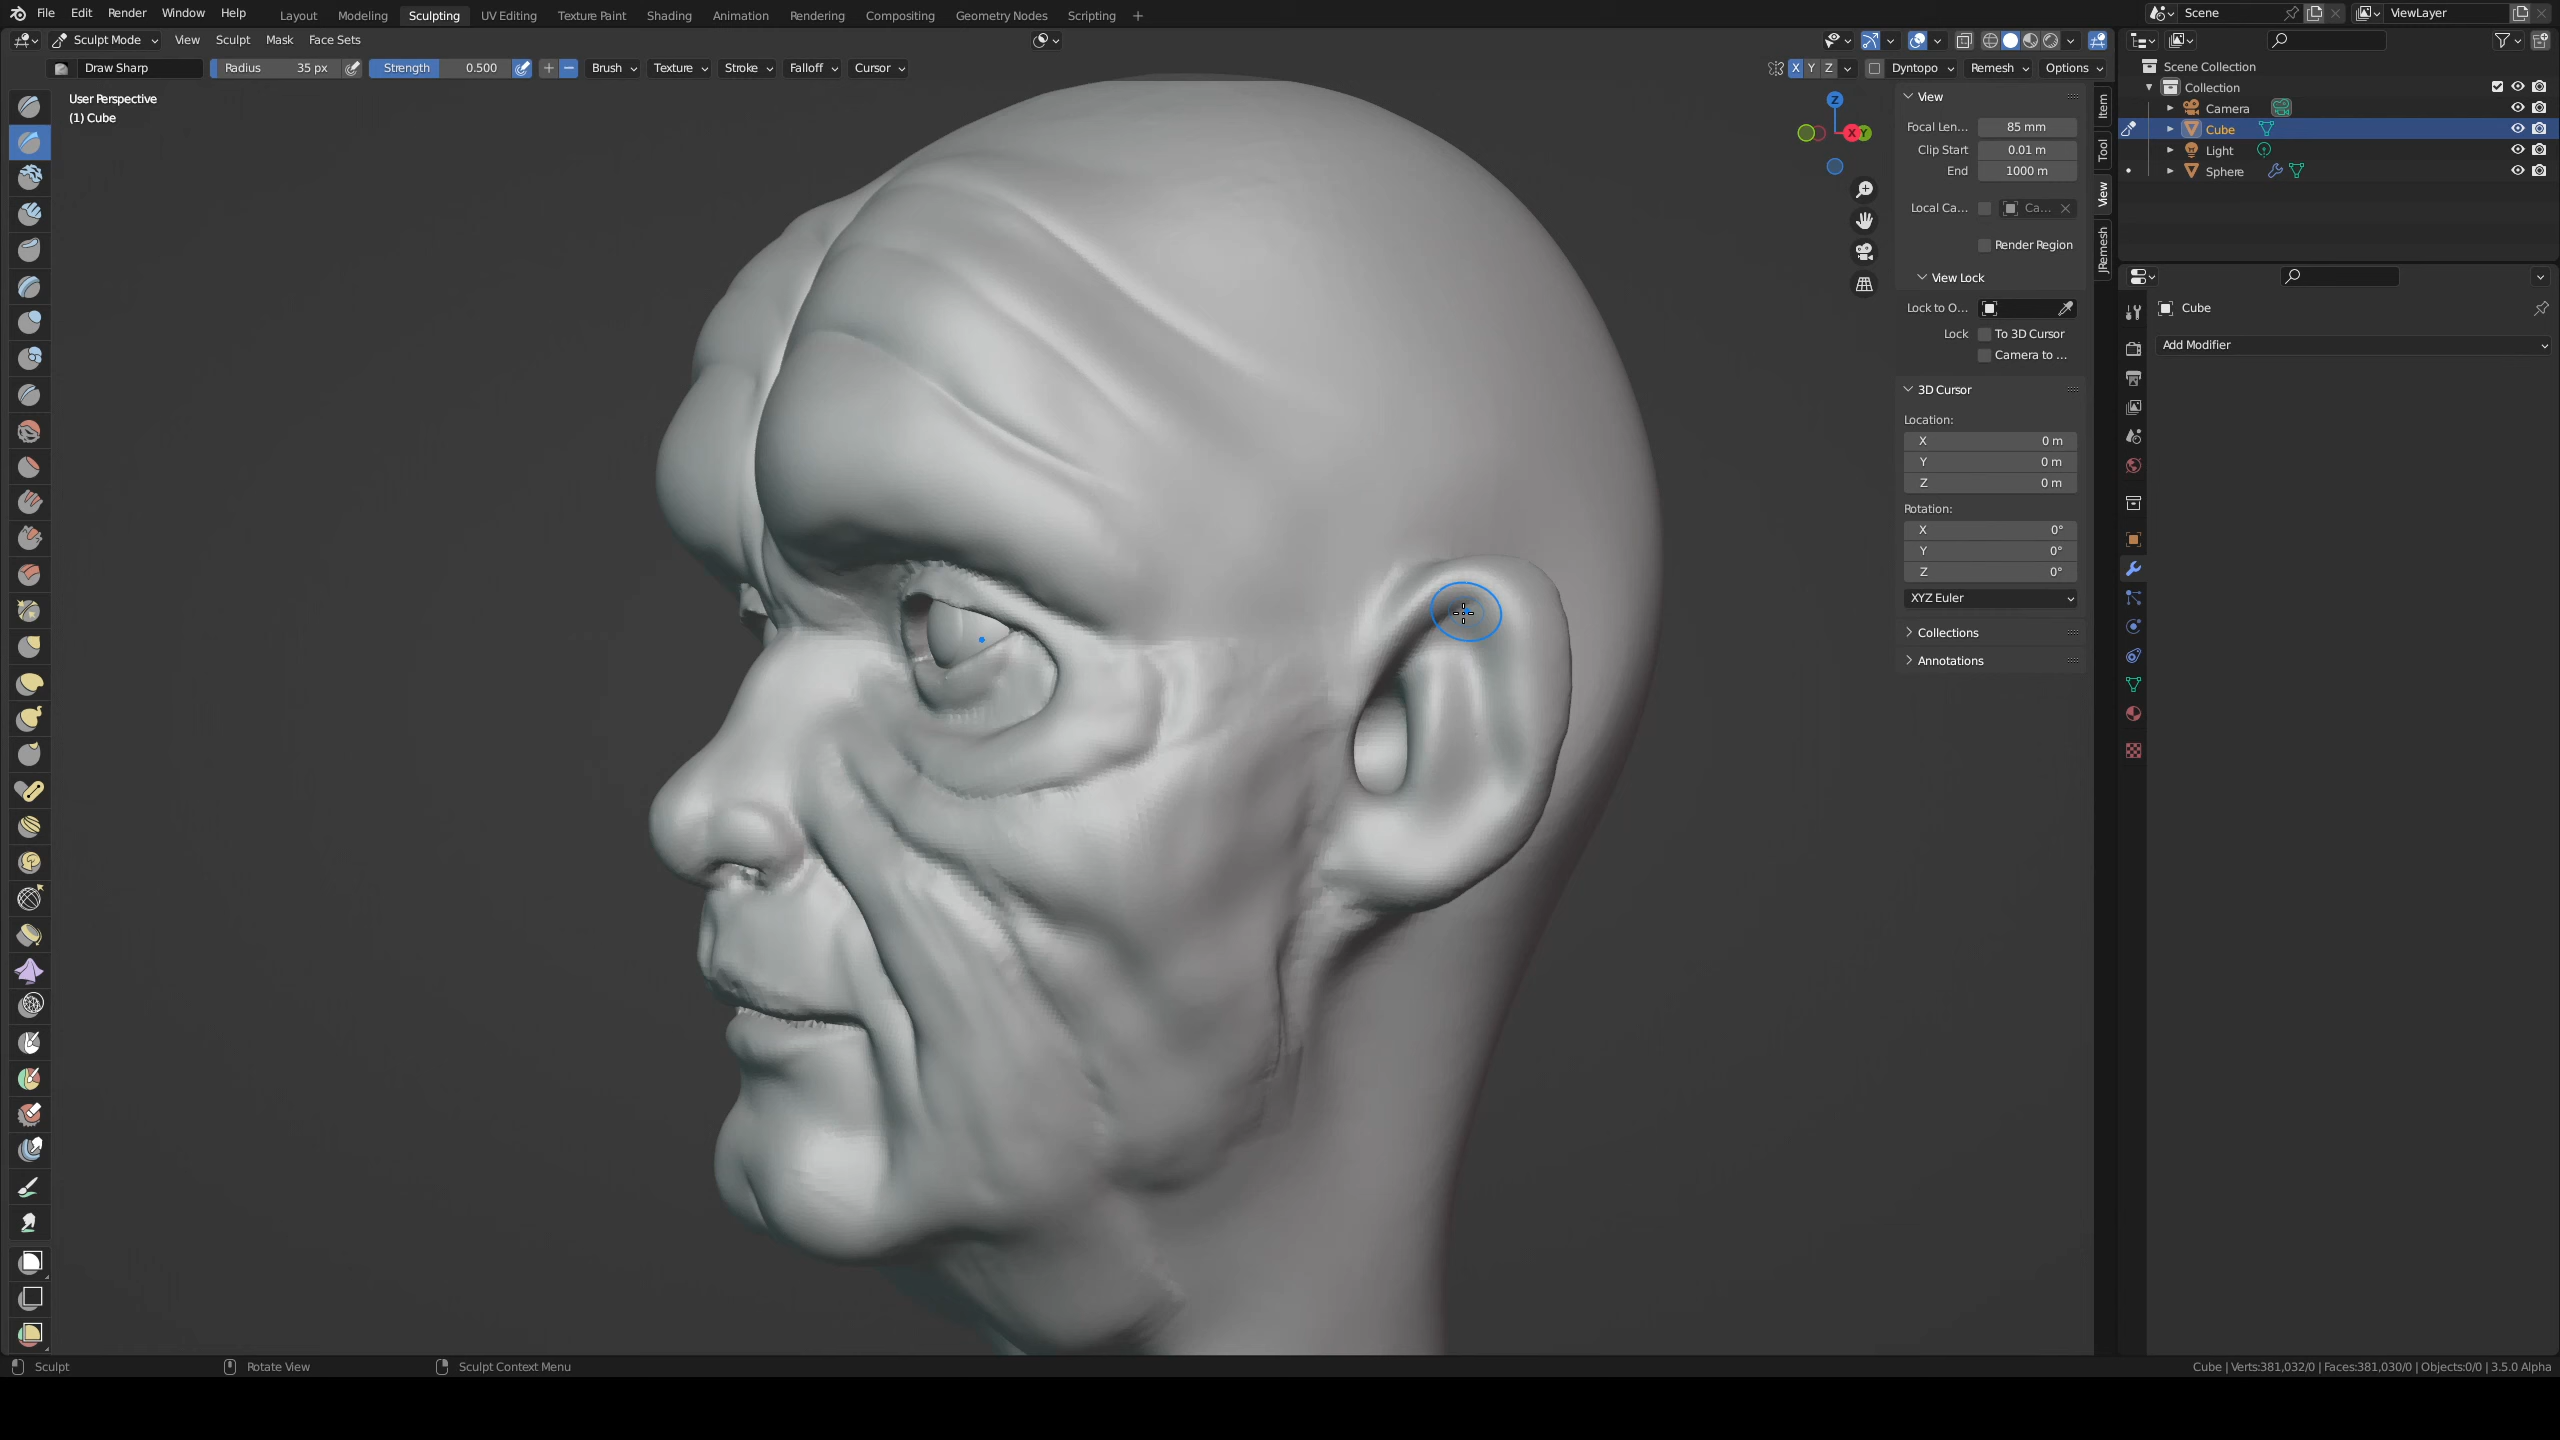 File Edit Render Window Help Layout Modeling Sculpting UV Editing Texture Paint Shading Animation Rendering Compositing Geometry Nodes Scripting + Scene ViewLayer
Sculpt Mode View Sculpt Mask Face Sets
Draw Sharp Radius 35 px Strength 0.500 Brush Texture Stroke Falloff Cursor X Y Z Dyntopo Remesh Options
User Perspective
(1) Cube
Z
X Y
View
Focal Len... 85 mm
Clip Start 0.01 m
End 1000 m
Local Ca... Ca...
Render Region
View Lock
Lock to O...
Lock To 3D Cursor
Camera to ...
3D Cursor
Location:
X 0 m
Y 0 m
Z 0 m
Rotation:
X 0°
Y 0°
Z 0°
XYZ Euler
Collections
Annotations
Item
Tool
View
JRemesh
Scene Collection
Collection
Camera
Cube
Light
Sphere
Cube
Add Modifier
Sculpt Rotate View Sculpt Context Menu Cube | Verts:381,032/0 | Faces:381,030/0 | Objects:0/0 | 3.5.0 Alpha